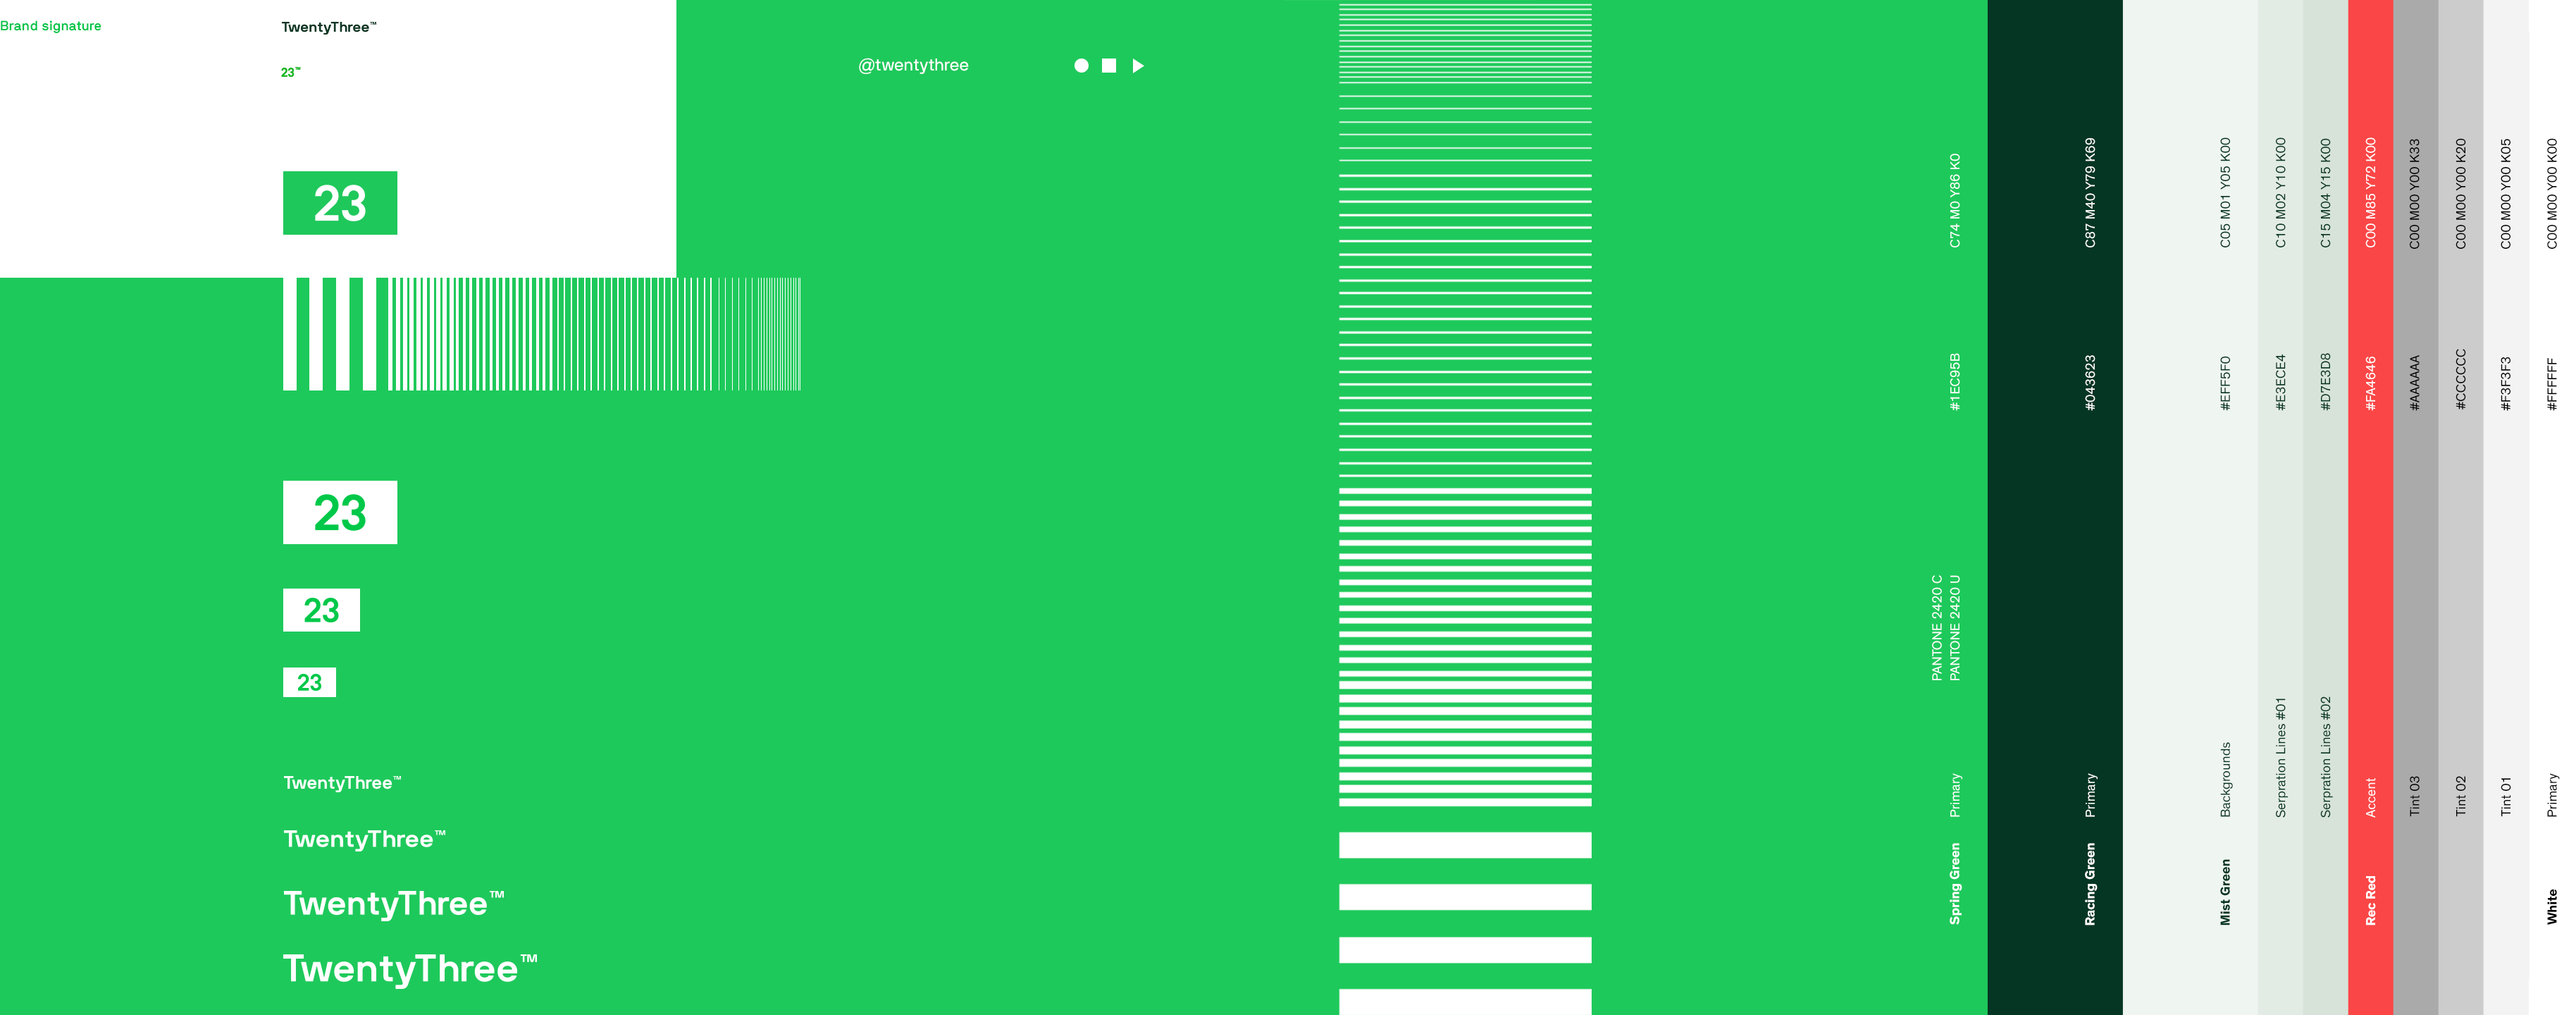 Brand signature
TwentyThree™
23™
23
@twentythree
23
23
23
TwentyThree™
TwentyThree™
TwentyThree™
TwentyThree™
Spring Green
Primary
PANTONE 2420 C
PANTONE 2420 U
#1EC95B
C74 M0 Y86 K0
Racing Green
Primary
#043623
C87 M40 Y79 K69
Mist Green
Backgrounds
#EFF5F0
C05 M01 Y05 K00
Serpration Lines #01
#E3ECE4
C10 M02 Y10 K00
Serpration Lines #02
#D7E3D8
C15 M04 Y15 K00
Rec Red
Accent
#FA4646
C00 M85 Y72 K00
Tint 03
#AAAAAA
C00 M00 Y00 K33
Tint 02
#CCCCCC
C00 M00 Y00 K20
Tint 01
#F3F3F3
C00 M00 Y00 K05
White
Primary
#FFFFFF
C00 M00 Y00 K00